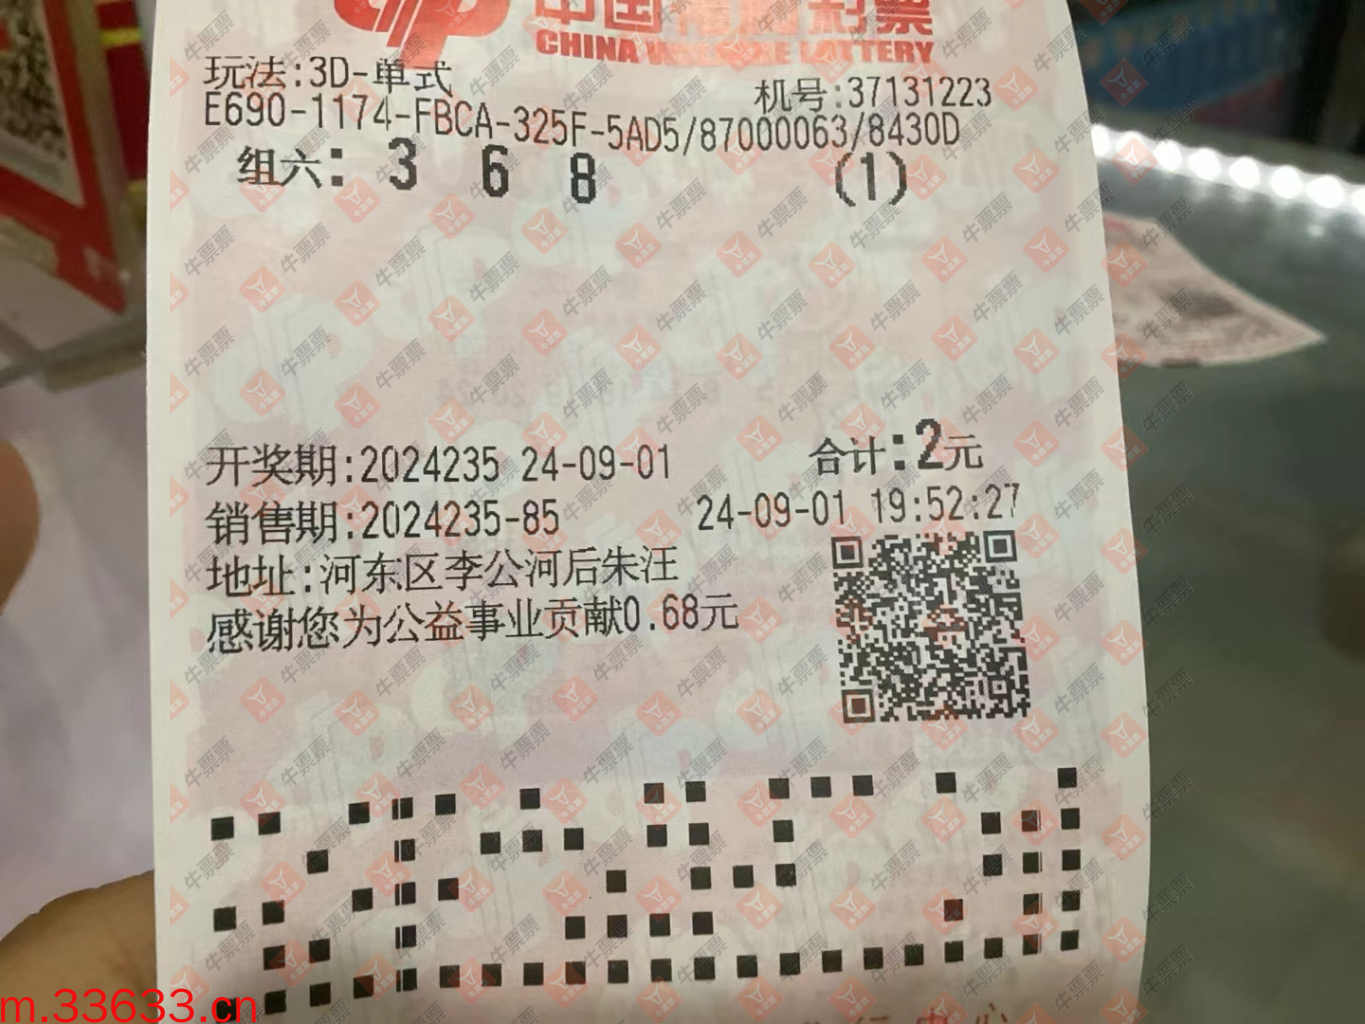 中国福利彩票
CHINA WELFARE LOTTERY
玩法:3D-单式
机号:37131223
E690-1174-FBCA-325F-5AD5/87000063/8430D
组六: 3 6 8 (1)
开奖期:2024235 24-09-01 合计:2元
销售期:2024235-85 24-09-01 19:52:27
地址:河东区李公河后朱汪
感谢您为公益事业贡献0.68元
牛票票
m.33633.cn